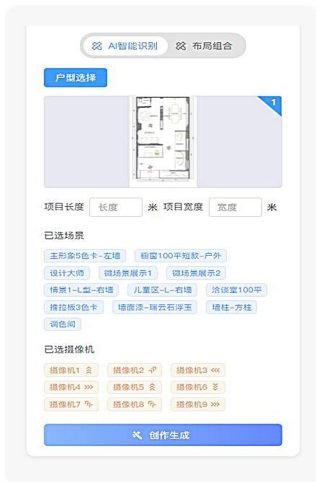 AI智能识别 布局组合
户型选择
1
项目长度 长度 米 项目宽度 宽度 米
已选场景
主形象5色卡-左墙 橱窗100平短款-户外
设计大师 微场景展示1 微场景展示2
情景1-L型-右墙 儿童区-L-右墙 洽谈室100平
推拉板3色卡 墙面漆-瑞云石浮玉 墙柱-方柱
调色间
已选摄像机
摄像机1 摄像机2 摄像机3
摄像机4 摄像机5 摄像机6
摄像机7 摄像机8 摄像机9
创作生成